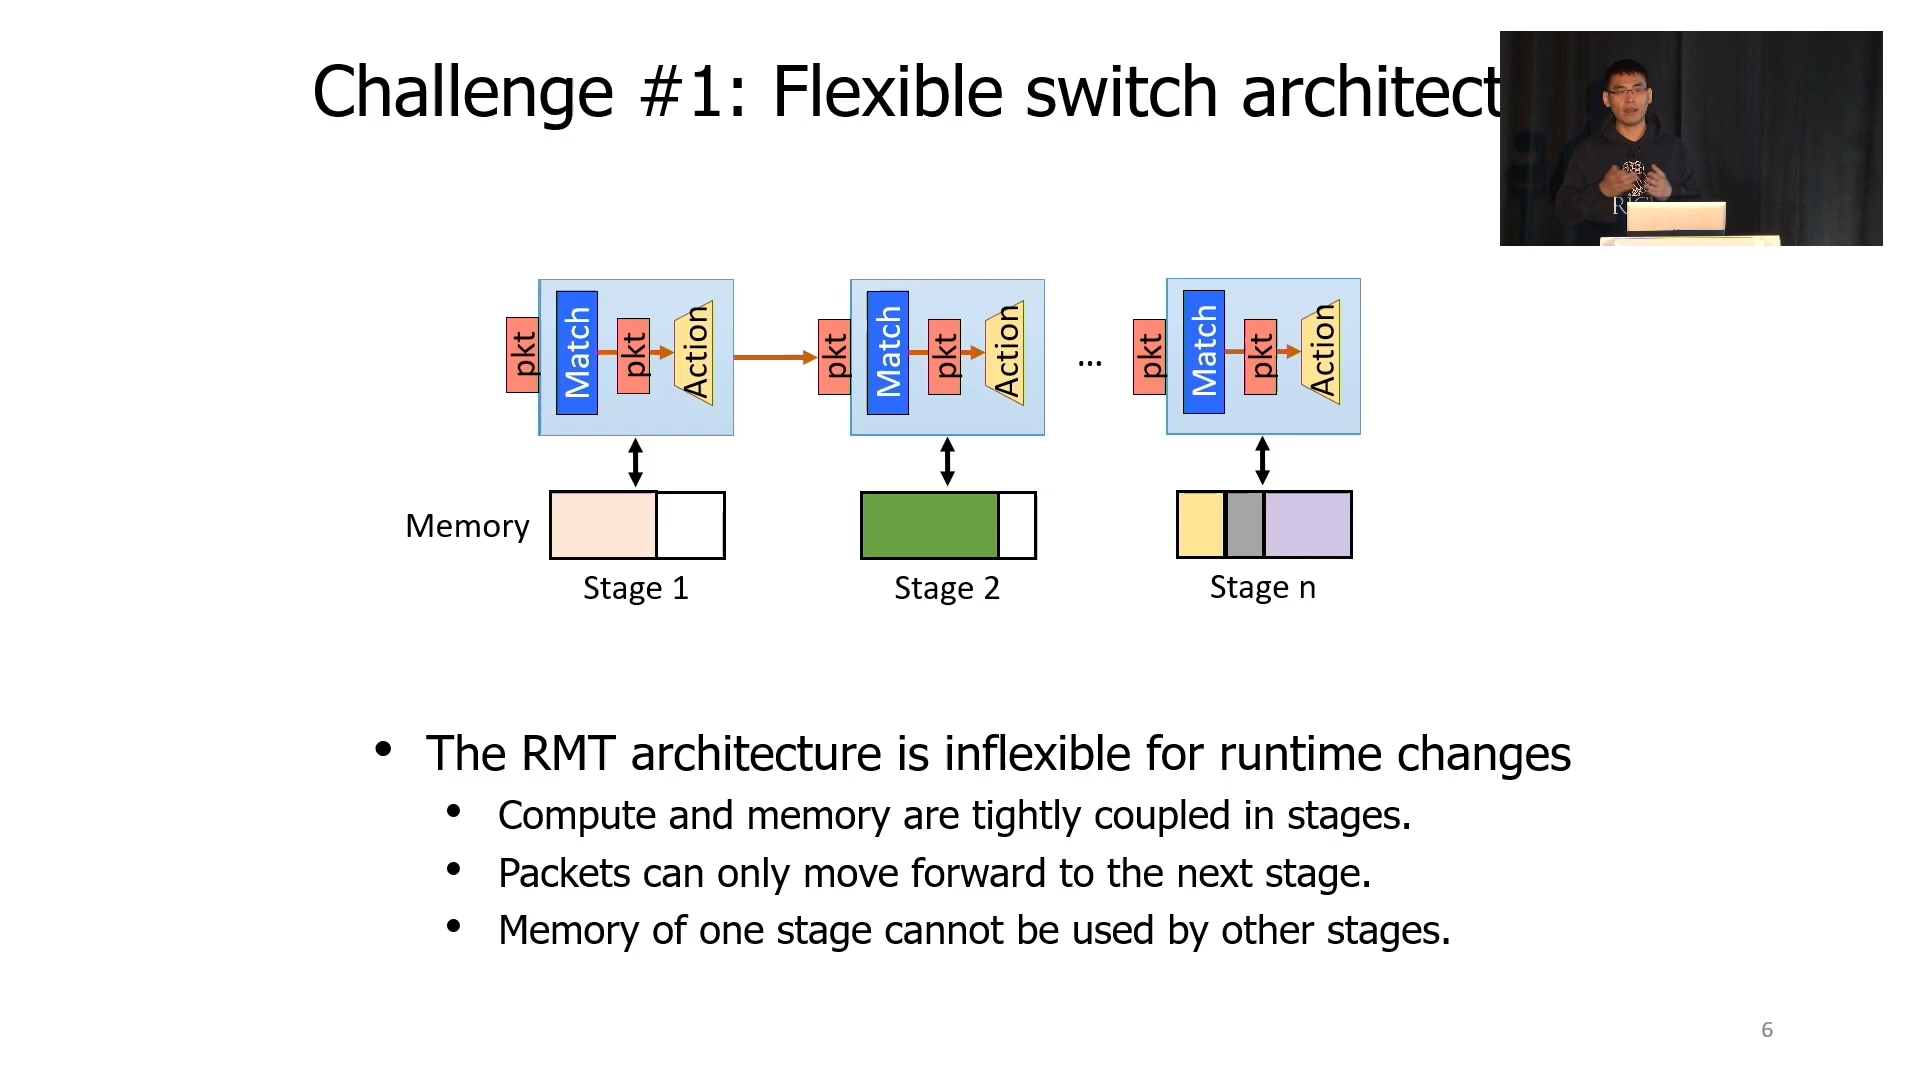 Challenge #1: Flexible switch architect
pkt Match pkt Action pkt Match pkt Action ... pkt Match pkt Action
Memory
Stage 1 Stage 2 Stage n
• The RMT architecture is inflexible for runtime changes
• Compute and memory are tightly coupled in stages.
• Packets can only move forward to the next stage.
• Memory of one stage cannot be used by other stages.
6